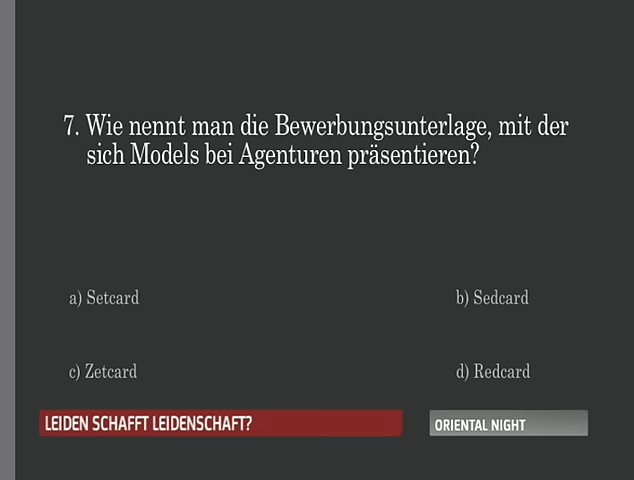 7. Wie nennt man die Bewerbungsunterlage, mit der
sich Models bei Agenturen präsentieren?
a) Setcard
b) Sedcard
c) Zetcard
d) Redcard
LEIDEN SCHAFFT LEIDENSCHAFT?
ORIENTAL NIGHT